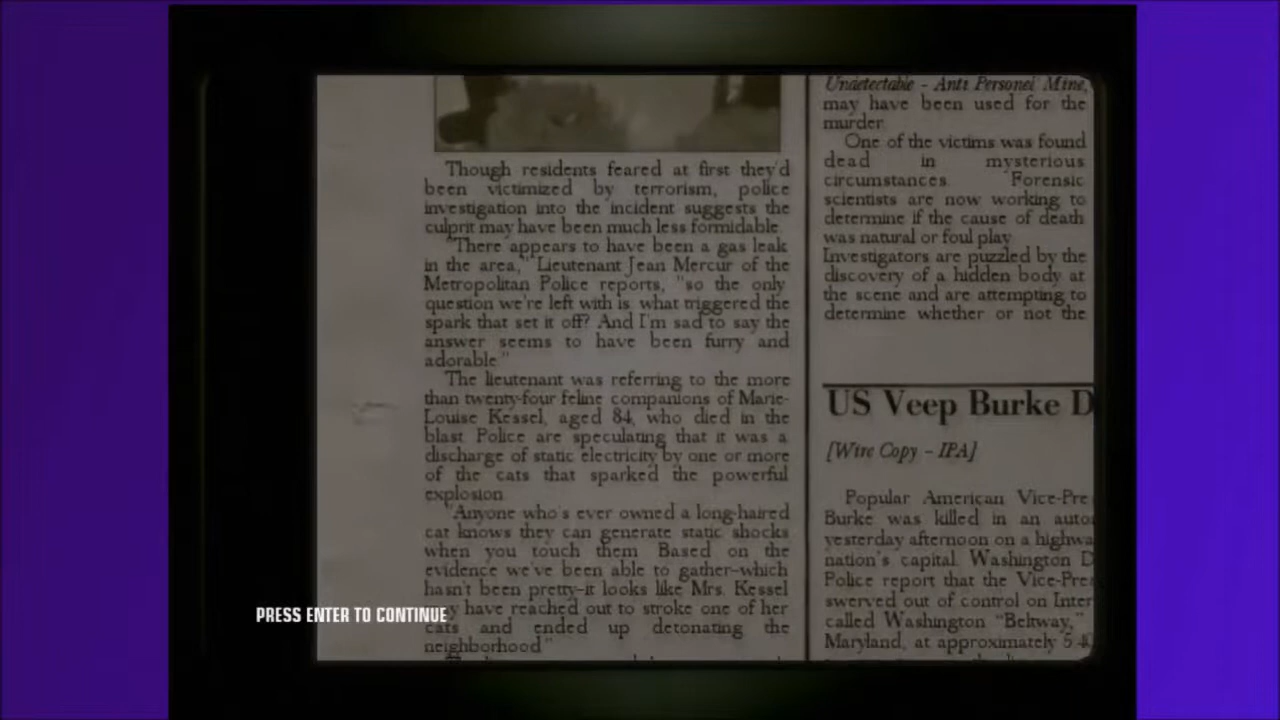 Though residents feared at first they'd
been victimized by terrorism, police
investigation into the incident suggests the
culprit may have been much less formidable.
"There appears to have been a gas leak
in the area," Lieutenant Jean Mercur of the
Metropolitan Police reports, "so the only
question we're left with is: what triggered the
spark that set it off? And I'm sad to say the
answer seems to have been furry and
adorable."
The lieutenant was referring to the more
than twenty-four feline companions of Marie-
Louise Kessel, aged 84, who died in the
blast. Police are speculating that it was a
discharge of static electricity by one or more
of the cats that sparked the powerful
explosion.
"Anyone who's ever owned a long-haired
cat knows they can generate static shocks
when you touch them. Based on the
evidence we've been able to gather–which
hasn't been pretty–it looks like Mrs. Kessel
y have reached out to stroke one of her
cats and ended up detonating the
neighborhood."
Undetectable - Anti Personel Mine,
may have been used for the
murder.
One of the victims was found
dead in mysterious
circumstances. Forensic
scientists are now working to
determine if the cause of death
was natural or foul play.
Investigators are puzzled by the
discovery of a hidden body at
the scene and are attempting to
determine whether or not the
US Veep Burke D
[Wire Copy – IPA]
Popular American Vice-Pre
Burke was killed in an auto
yesterday afternoon on a highwa
nation's capital. Washington D
Police report that the Vice-Pre
swerved out of control on Inter
called Washington "Beltway,"
Maryland, at approximately 5:4
PRESS ENTER TO CONTINUE